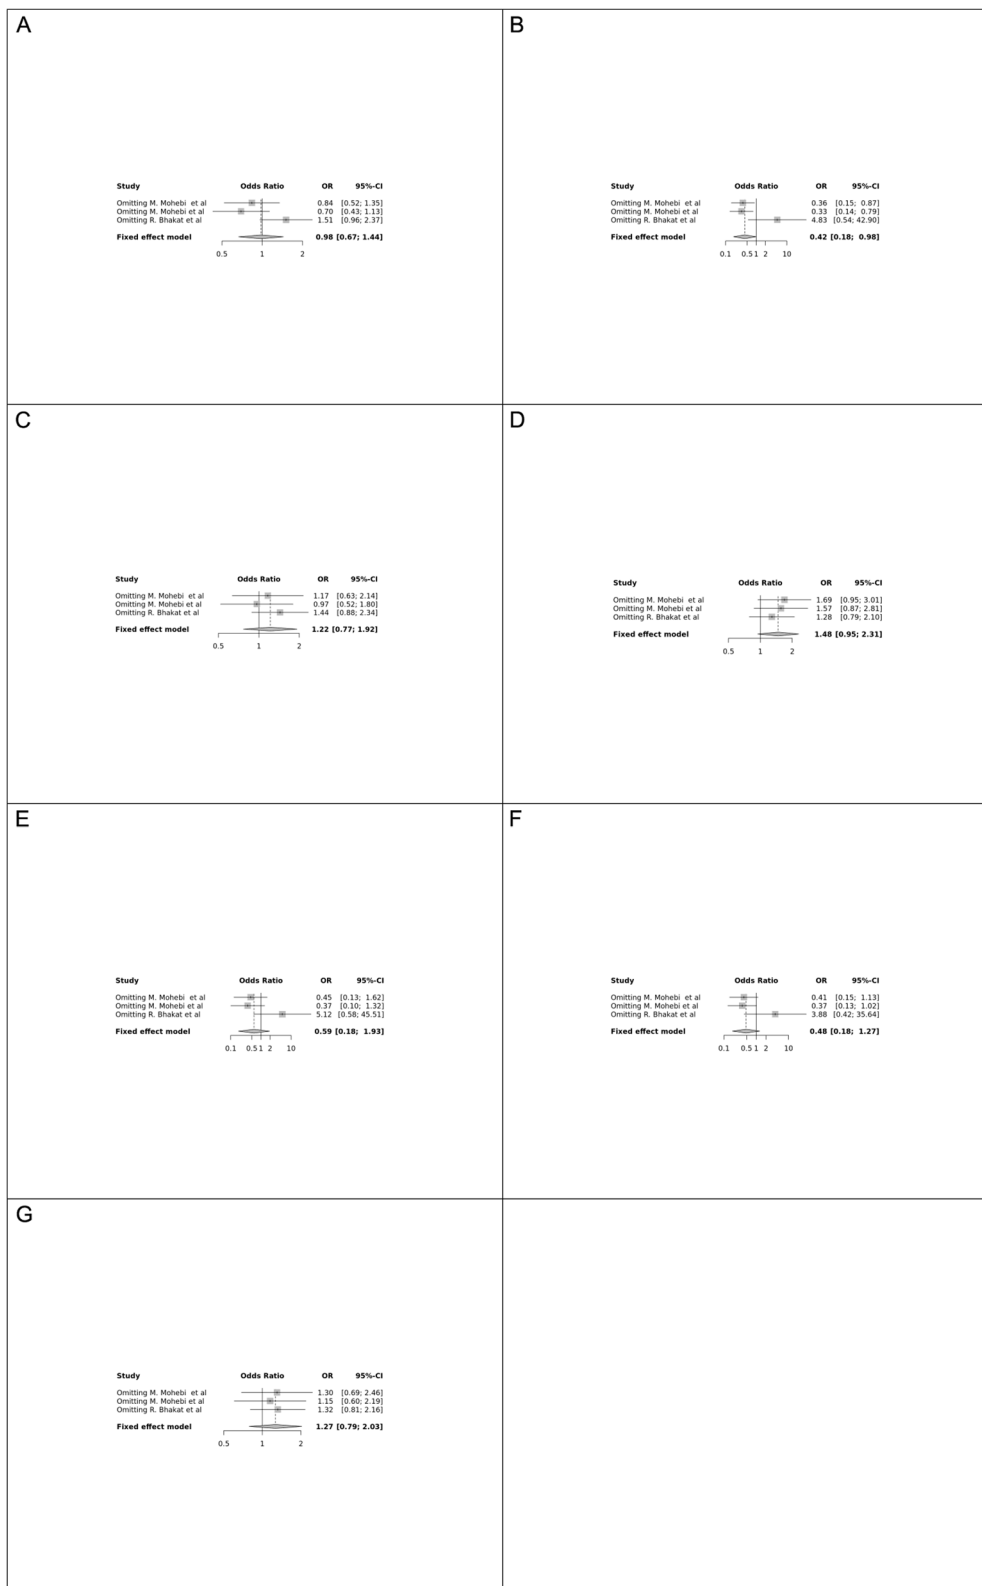 A
Study Odds Ratio OR 95%-CI
Omitting M. Mohebi et al 0.84 [0.52; 1.35]
Omitting M. Mohebi et al 0.70 [0.43; 1.13]
Omitting R. Bhakat et al 1.51 [0.96; 2.37]
Fixed effect model 0.98 [0.67; 1.44]
0.5 1 2
B
Study Odds Ratio OR 95%-CI
Omitting M. Mohebi et al 0.36 [0.15; 0.87]
Omitting M. Mohebi et al 0.33 [0.14; 0.79]
Omitting R. Bhakat et al 4.83 [0.54; 42.90]
Fixed effect model 0.42 [0.18; 0.98]
0.1 0.5 1 2 10
C
Study Odds Ratio OR 95%-CI
Omitting M. Mohebi et al 1.17 [0.63; 2.14]
Omitting M. Mohebi et al 0.97 [0.52; 1.80]
Omitting R. Bhakat et al 1.44 [0.88; 2.34]
Fixed effect model 1.22 [0.77; 1.92]
0.5 1 2
D
Study Odds Ratio OR 95%-CI
Omitting M. Mohebi et al 1.69 [0.95; 3.01]
Omitting M. Mohebi et al 1.57 [0.87; 2.81]
Omitting R. Bhakat et al 1.28 [0.79; 2.10]
Fixed effect model 1.48 [0.95; 2.31]
0.5 1 2
E
Study Odds Ratio OR 95%-CI
Omitting M. Mohebi et al 0.45 [0.13; 1.62]
Omitting M. Mohebi et al 0.37 [0.10; 1.32]
Omitting R. Bhakat et al 5.12 [0.58; 45.51]
Fixed effect model 0.59 [0.18; 1.93]
0.1 0.5 1 2 10
F
Study Odds Ratio OR 95%-CI
Omitting M. Mohebi et al 0.41 [0.15; 1.13]
Omitting M. Mohebi et al 0.37 [0.13; 1.02]
Omitting R. Bhakat et al 3.88 [0.42; 35.64]
Fixed effect model 0.48 [0.18; 1.27]
0.1 0.5 1 2 10
G
Study Odds Ratio OR 95%-CI
Omitting M. Mohebi et al 1.30 [0.69; 2.46]
Omitting M. Mohebi et al 1.15 [0.60; 2.19]
Omitting R. Bhakat et al 1.32 [0.81; 2.16]
Fixed effect model 1.27 [0.79; 2.03]
0.5 1 2